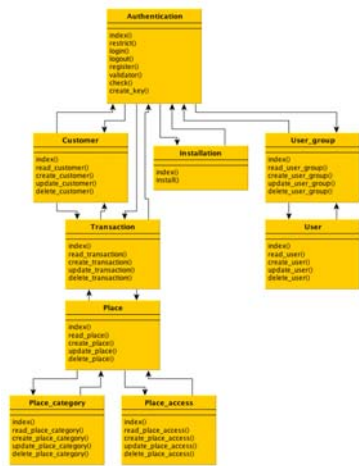 Authentication
index()
restrict()
login()
logout()
register()
validator()
check()
create_key()
Customer
index()
read_customer()
create_customer()
update_customer()
delete_customer()
Installation
index()
install()
User_group
index()
read_user_group()
create_user_group()
update_user_group()
delete_user_group()
Transaction
index()
read_transaction()
create_transaction()
update_transaction()
delete_transaction()
User
index()
read_user()
create_user()
update_user()
delete_user()
Place
index()
read_place()
create_place()
update_place()
delete_place()
Place_category
index()
read_place_category()
create_place_category()
update_place_category()
delete_place_category()
Place_access
index()
read_place_access()
create_place_access()
update_place_access()
delete_place_access()